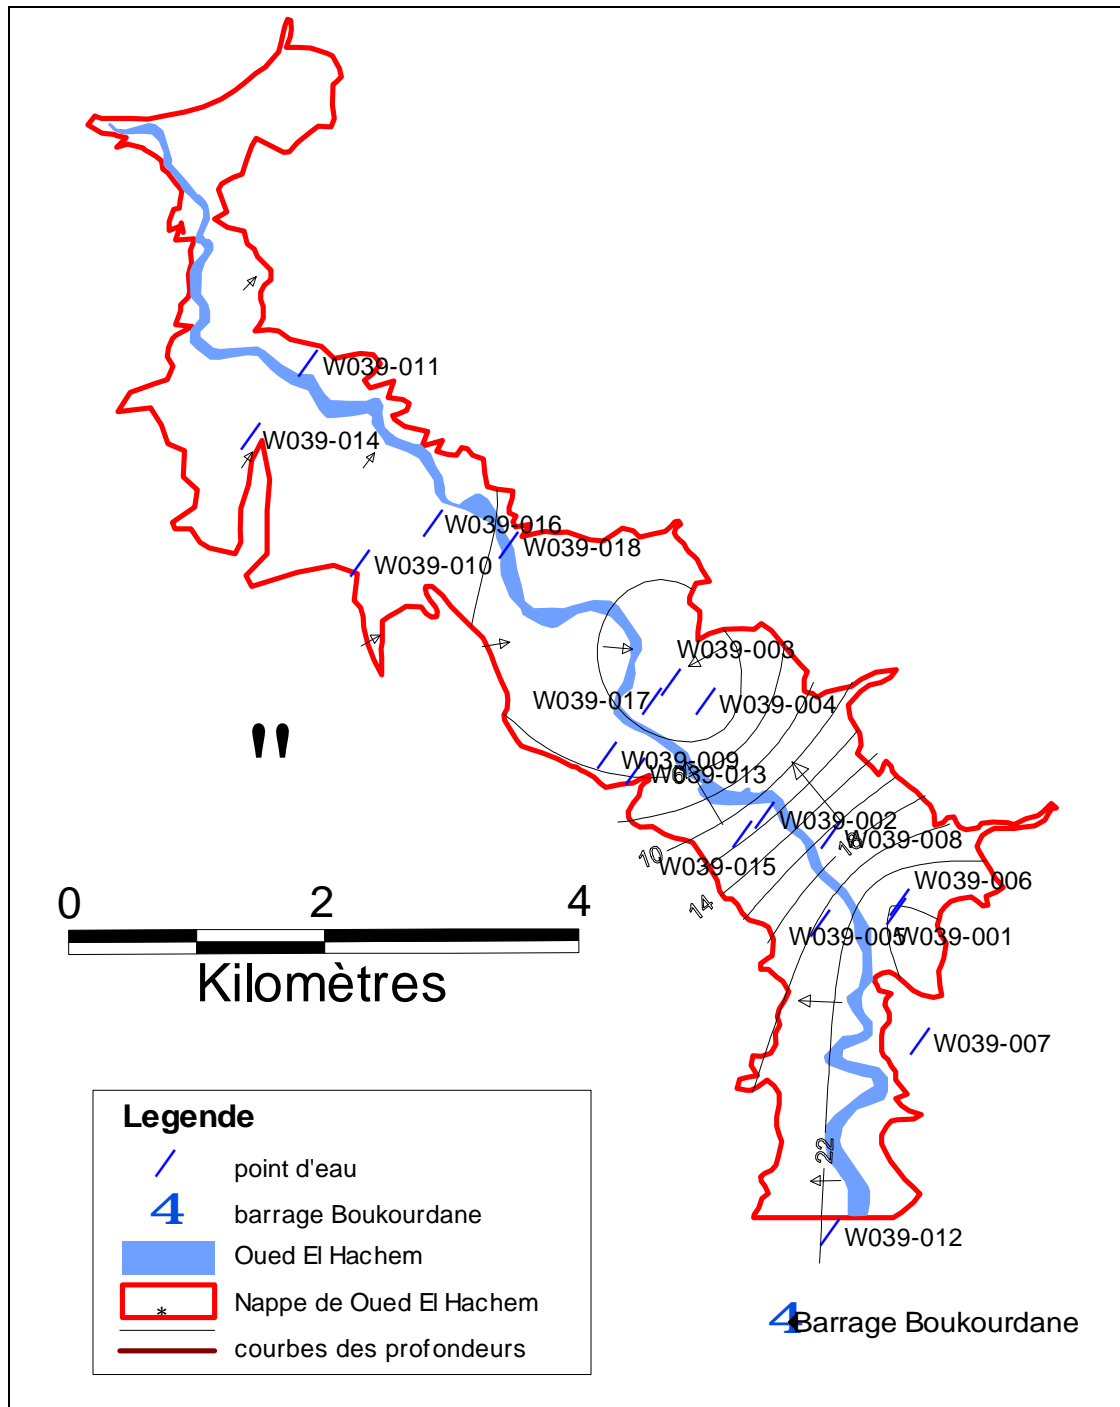 W039-011
W039-014
W039-016
W039-018
W039-010
W039-003
W039-017
W039-004
W039-009
6
W039-013
W039-002
W039-008
10
W039-015
W039-006
14
W039-005
W039-001
0 2 4
Kilomètres
W039-007
22
W039-012
Legende
point d'eau
4 barrage Boukourdane
Oued El Hachem
* Nappe de Oued El Hachem
courbes des profondeurs
4 Barrage Boukourdane